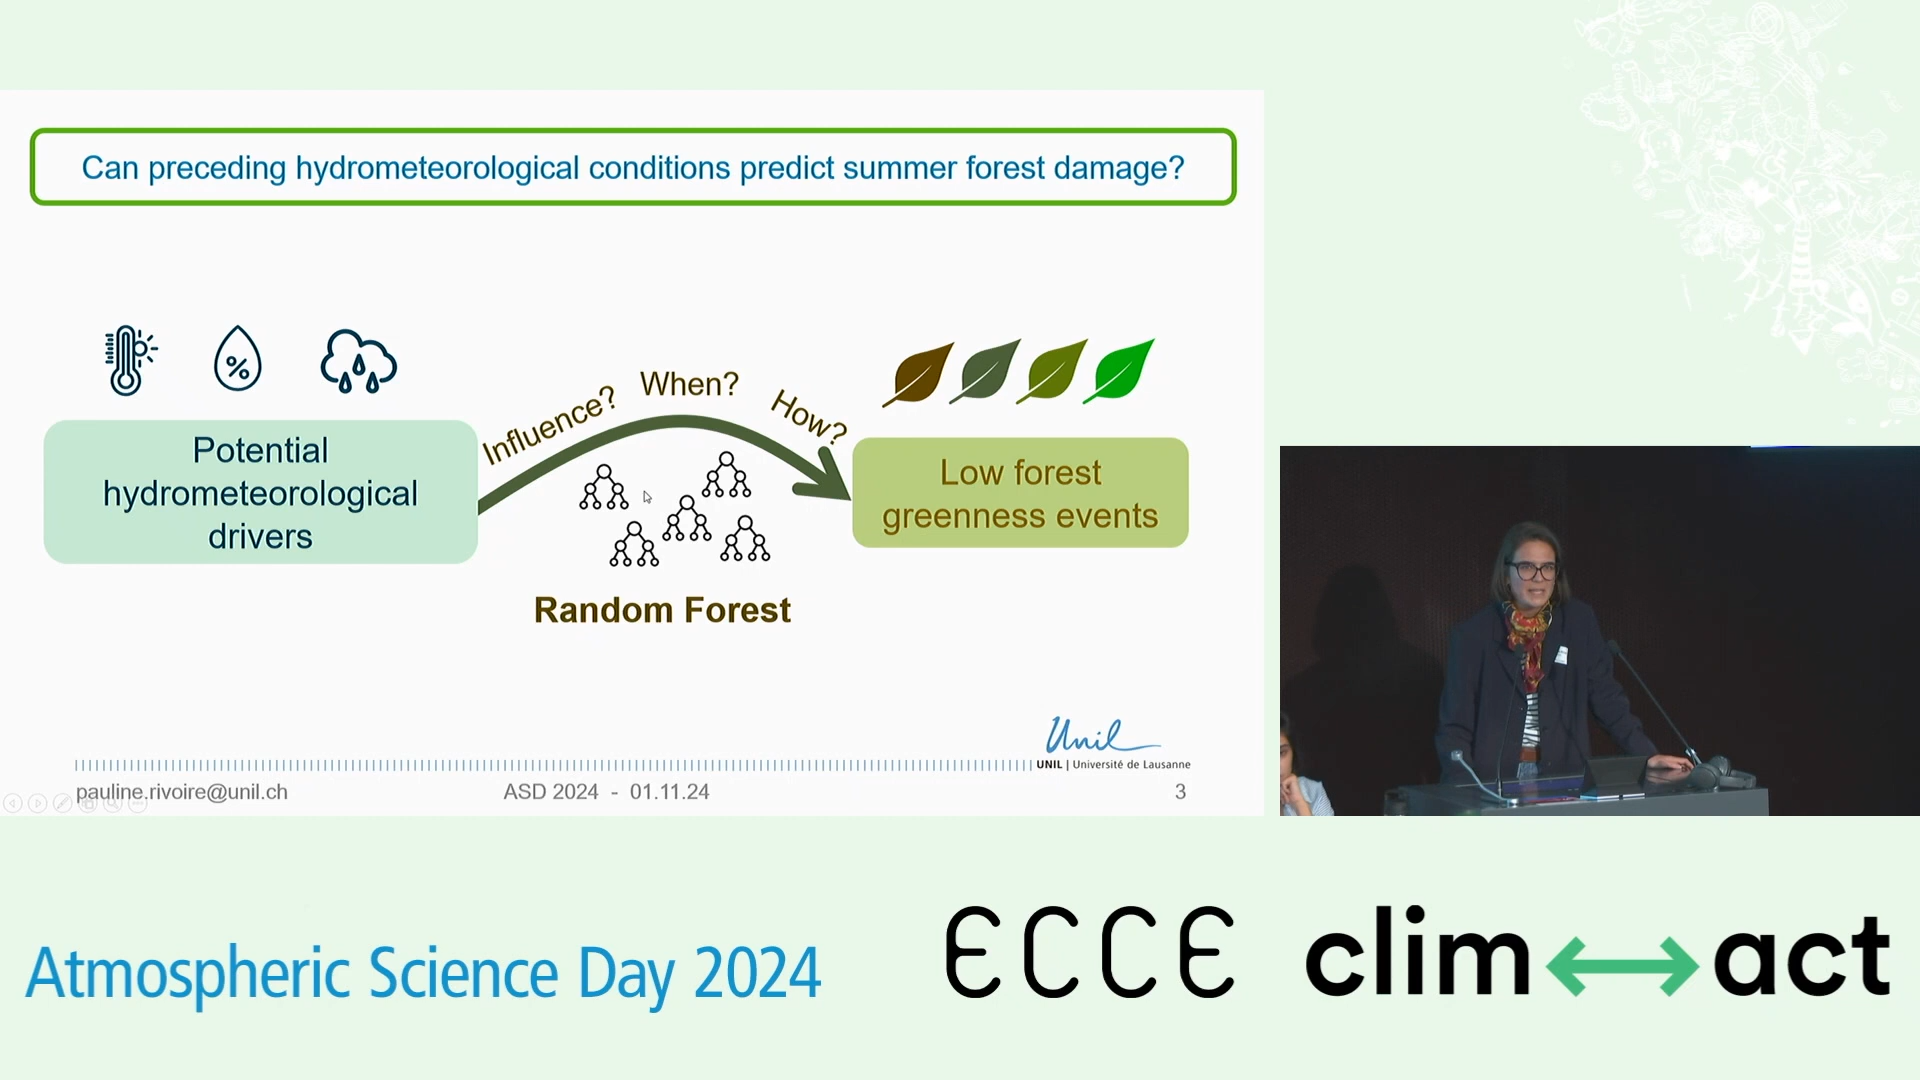 Can preceding hydrometeorological conditions predict summer forest damage?
%
Influence?
When?
How?
Potential
hydrometeorological
drivers
Low forest
greenness events
Random Forest
Unil
UNIL | Université de Lausanne
pauline.rivoire@unil.ch
ASD 2024 - 01.11.24
3
Atmospheric Science Day 2024
ECCE
clim act